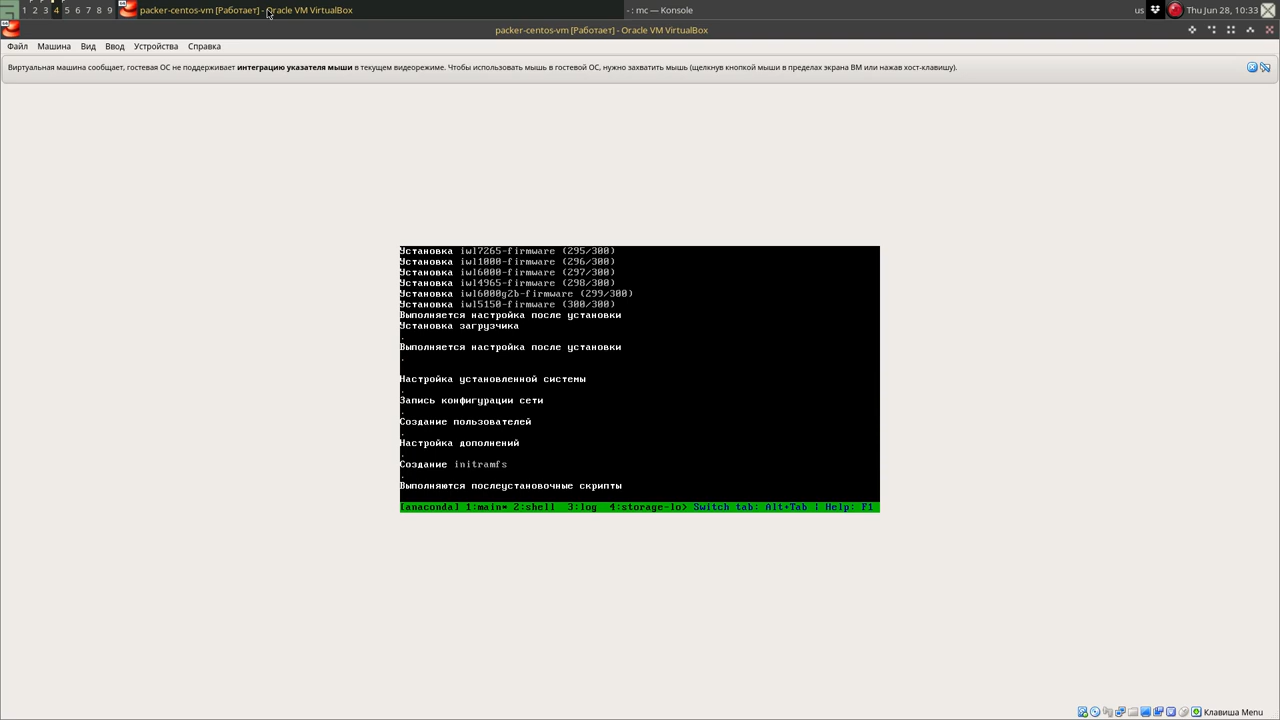 1 2 3 4 5 6 7 8 9 packer-centos-vm [Работает] - Oracle VM VirtualBox - : mc — Konsole us Thu Jun 28, 10:33
packer-centos-vm [Работает] - Oracle VM VirtualBox
Файл Машина Вид Ввод Устройства Справка
Виртуальная машина сообщает, гостевая ОС не поддерживает интеграцию указателя мыши в текущем видеорежиме. Чтобы использовать мышь в гостевой ОС, нужно захватить мышь (щелкнув кнопкой мыши в пределах экрана ВМ или нажав хост-клавишу).
Установка iwl7265-firmware (295/300)
Установка iwl1000-firmware (296/300)
Установка iwl6000-firmware (297/300)
Установка iwl4965-firmware (298/300)
Установка iwl6000g2b-firmware (299/300)
Установка iwl5150-firmware (300/300)
Выполняется настройка после установки
Установка загрузчика
.
Выполняется настройка после установки
.
Настройка установленной системы
.
Запись конфигурации сети
.
Создание пользователей
.
Настройка дополнений
.
Создание initramfs
.
Выполняются послеустановочные скрипты
[anaconda] 1:main* 2:shell 3:log 4:storage-lo> Switch tab: Alt+Tab | Help: F1
Клавиша Menu